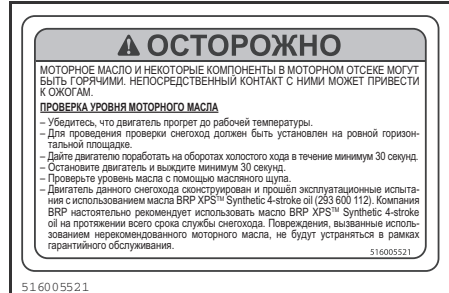 ОСТОРОЖНО
МОТОРНОЕ МАСЛО И НЕКОТОРЫЕ КОМПОНЕНТЫ В МОТОРНОМ ОТСЕКЕ МОГУТ
БЫТЬ ГОРЯЧИМИ. НЕПОСРЕДСТВЕННЫЙ КОНТАКТ С НИМИ МОЖЕТ ПРИВЕСТИ
К ОЖОГАМ.
ПРОВЕРКА УРОВНЯ МОТОРНОГО МАСЛА
– Убедитесь, что двигатель прогрет до рабочей температуры.
– Для проведения проверки снегоход должен быть установлен на ровной горизон-
тальной площадке.
– Дайте двигателю поработать на оборотах холостого хода в течение минимум 30 секунд.
– Остановите двигатель и выждите минимум 30 секунд.
– Проверьте уровень масла с помощью масляного щупа.
– Двигатель данного снегохода сконструирован и прошёл эксплуатационные испыта-
ния с использованием масла BRP XPS™ Synthetic 4-stroke oil (293 600 112). Компания
BRP настоятельно рекомендует использовать масло BRP XPS™ Synthetic 4-stroke
oil на протяжении всего срока службы снегохода. Повреждения, вызванные исполь-
зованием нерекомендованного моторного масла, не будут устраняться в рамках
гарантийного обслуживания.
516005521
516005521